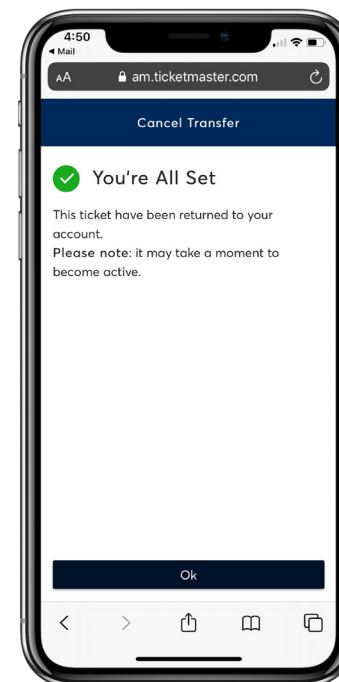 4:50
◀ Mail
AA am.ticketmaster.com
Cancel Transfer
You're All Set
This ticket have been returned to your
account.
Please note: it may take a moment to
become active.
Ok